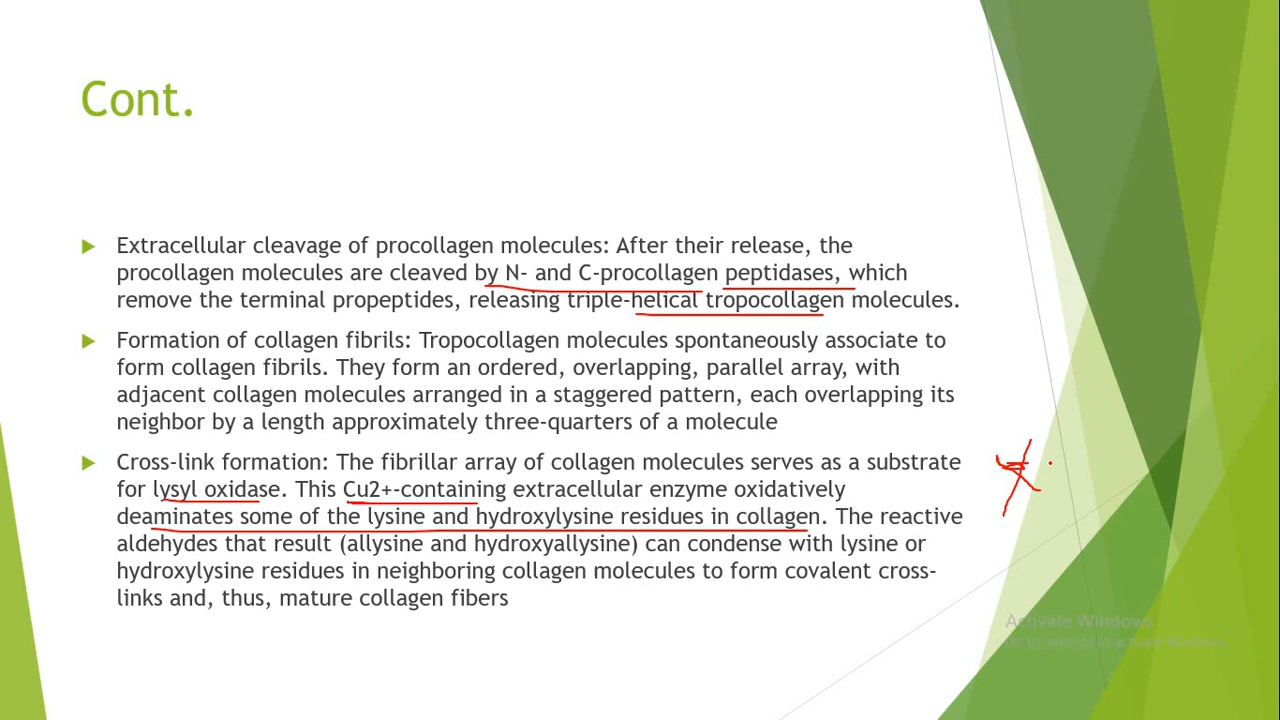 Cont.
Extracellular cleavage of procollagen molecules: After their release, the
procollagen molecules are cleaved by N- and C-procollagen peptidases, which
remove the terminal propeptides, releasing triple-helical tropocollagen molecules.
Formation of collagen fibrils: Tropocollagen molecules spontaneously associate to
form collagen fibrils. They form an ordered, overlapping, parallel array, with
adjacent collagen molecules arranged in a staggered pattern, each overlapping its
neighbor by a length approximately three-quarters of a molecule
Cross-link formation: The fibrillar array of collagen molecules serves as a substrate
for lysyl oxidase. This Cu2+-containing extracellular enzyme oxidatively
deaminates some of the lysine and hydroxylysine residues in collagen. The reactive
aldehydes that result (allysine and hydroxyallysine) can condense with lysine or
hydroxylysine residues in neighboring collagen molecules to form covalent cross-
links and, thus, mature collagen fibers
Activate Windows